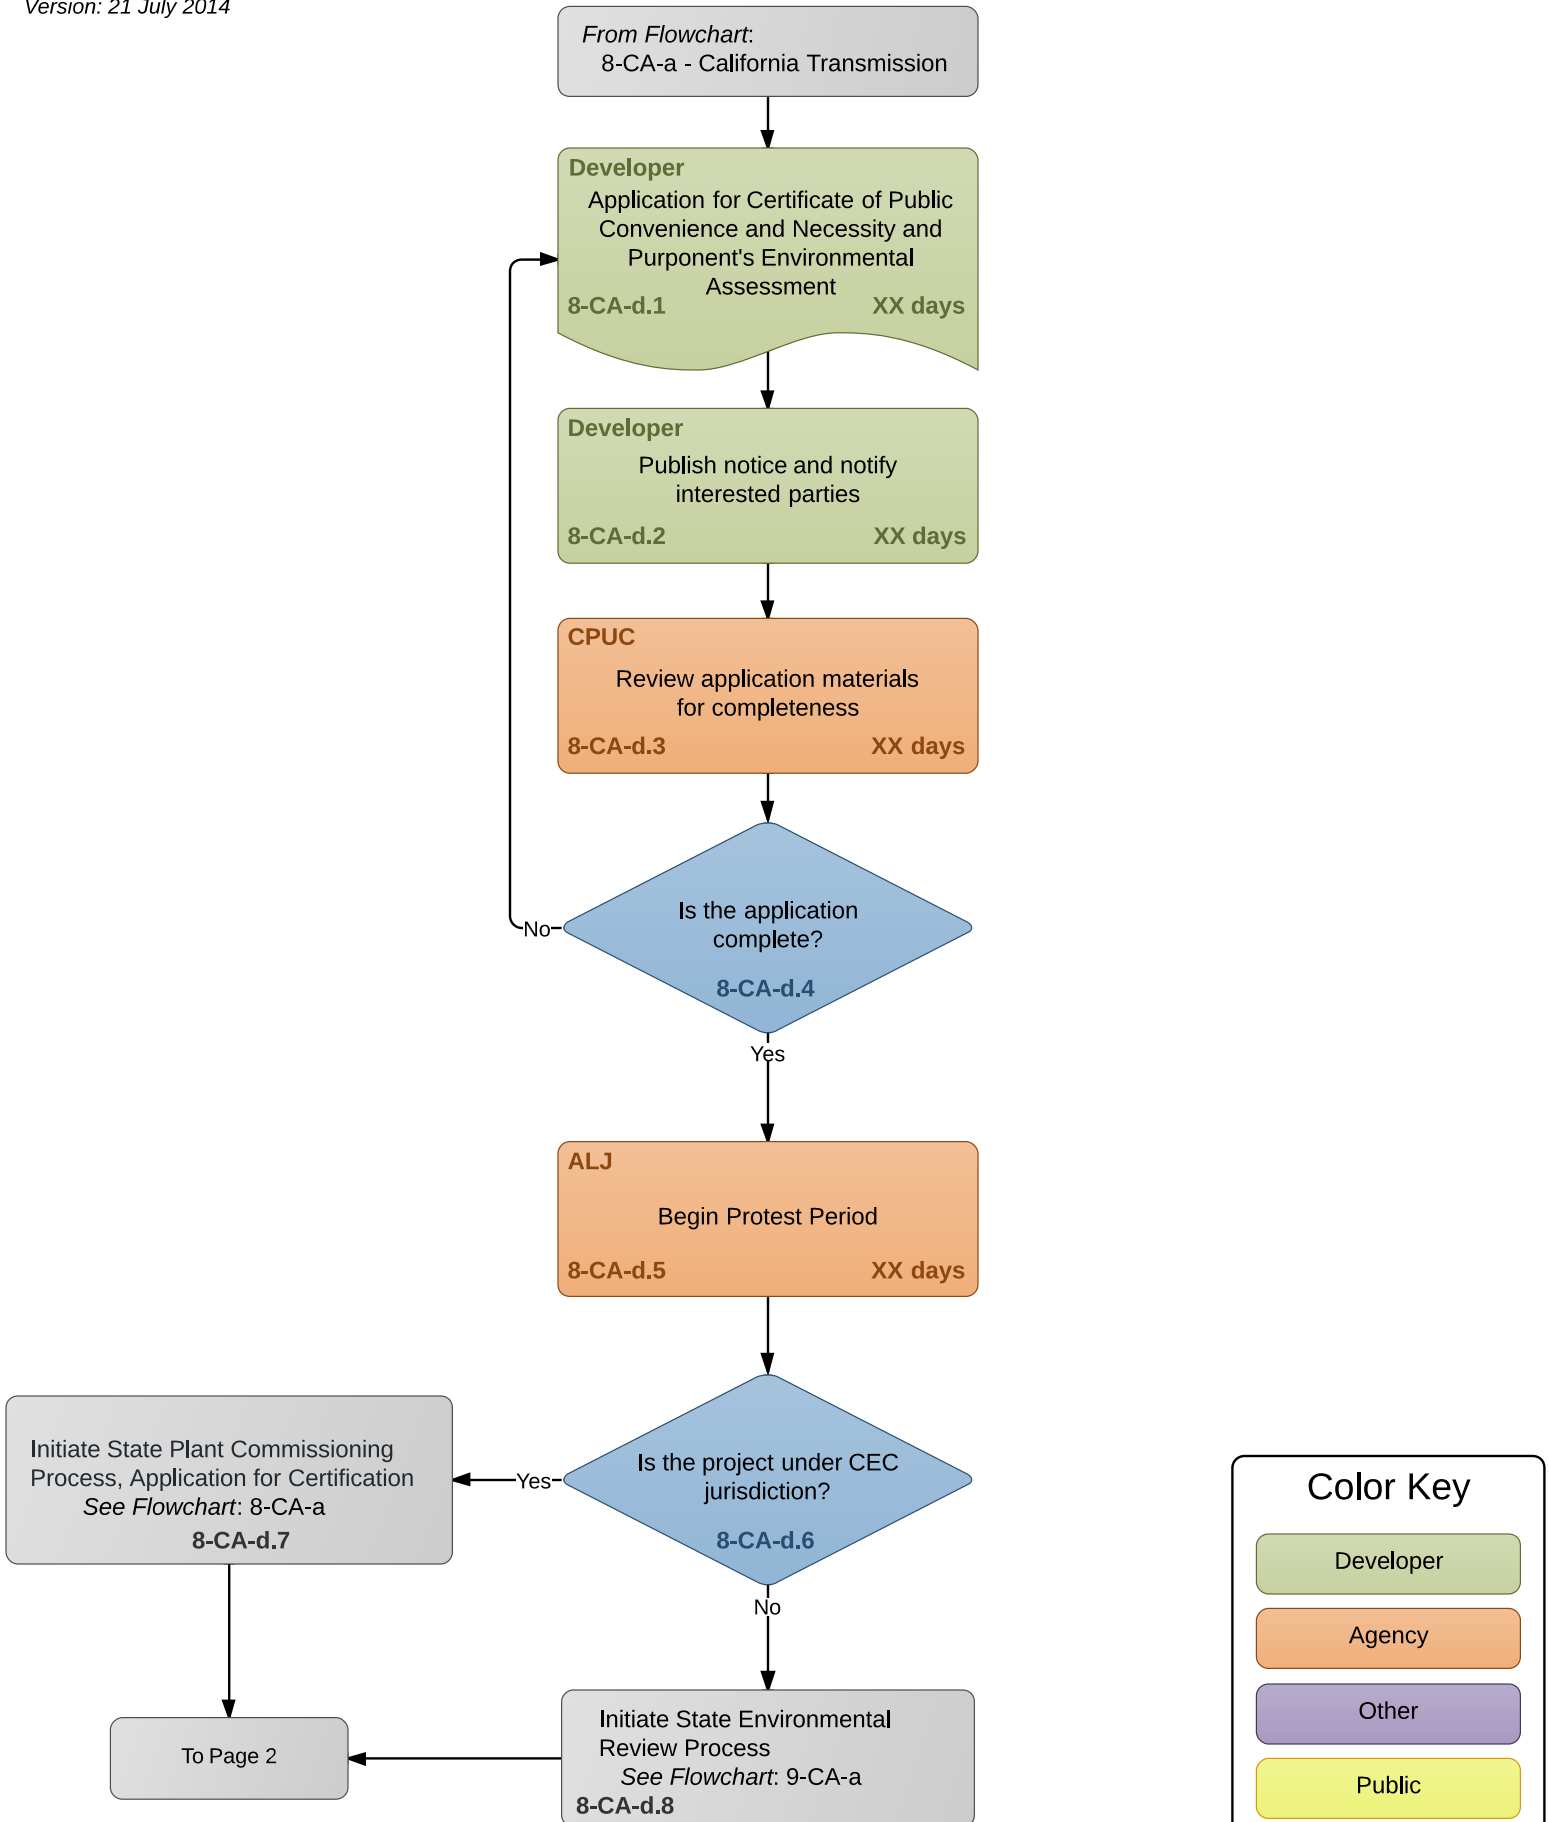 Version: 21 July 2014
From Flowchart:
8-CA-a - California Transmission
Developer
Application for Certificate of Public
Convenience and Necessity and
Purponent's Environmental
Assessment
8-CA-d.1 XX days
Developer
Publish notice and notify
interested parties
8-CA-d.2 XX days
CPUC
Review application materials
for completeness
8-CA-d.3 XX days
Is the application
complete?
8-CA-d.4
No
Yes
ALJ
Begin Protest Period
8-CA-d.5 XX days
Is the project under CEC
jurisdiction?
8-CA-d.6
Yes
No
Initiate State Plant Commissioning
Process, Application for Certification
See Flowchart: 8-CA-a
8-CA-d.7
To Page 2
Initiate State Environmental
Review Process
See Flowchart: 9-CA-a
8-CA-d.8
Color Key
Developer
Agency
Other
Public